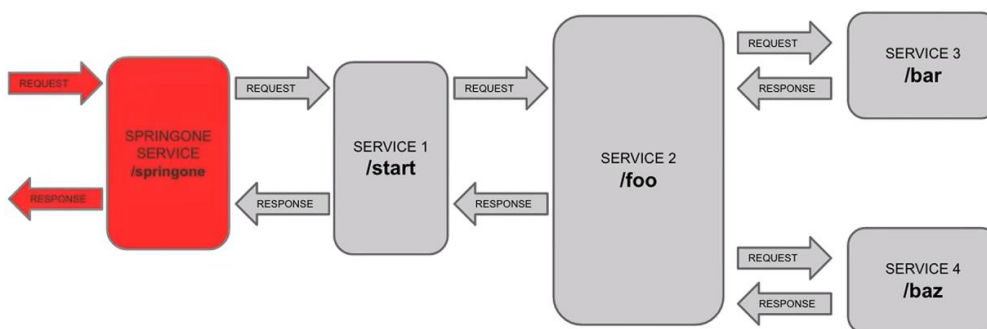 REQUEST
SPRINGONE
SERVICE
/springone
RESPONSE
REQUEST
RESPONSE
SERVICE 1
/start
REQUEST
RESPONSE
SERVICE 2
/foo
REQUEST
RESPONSE
SERVICE 3
/bar
REQUEST
RESPONSE
SERVICE 4
/baz